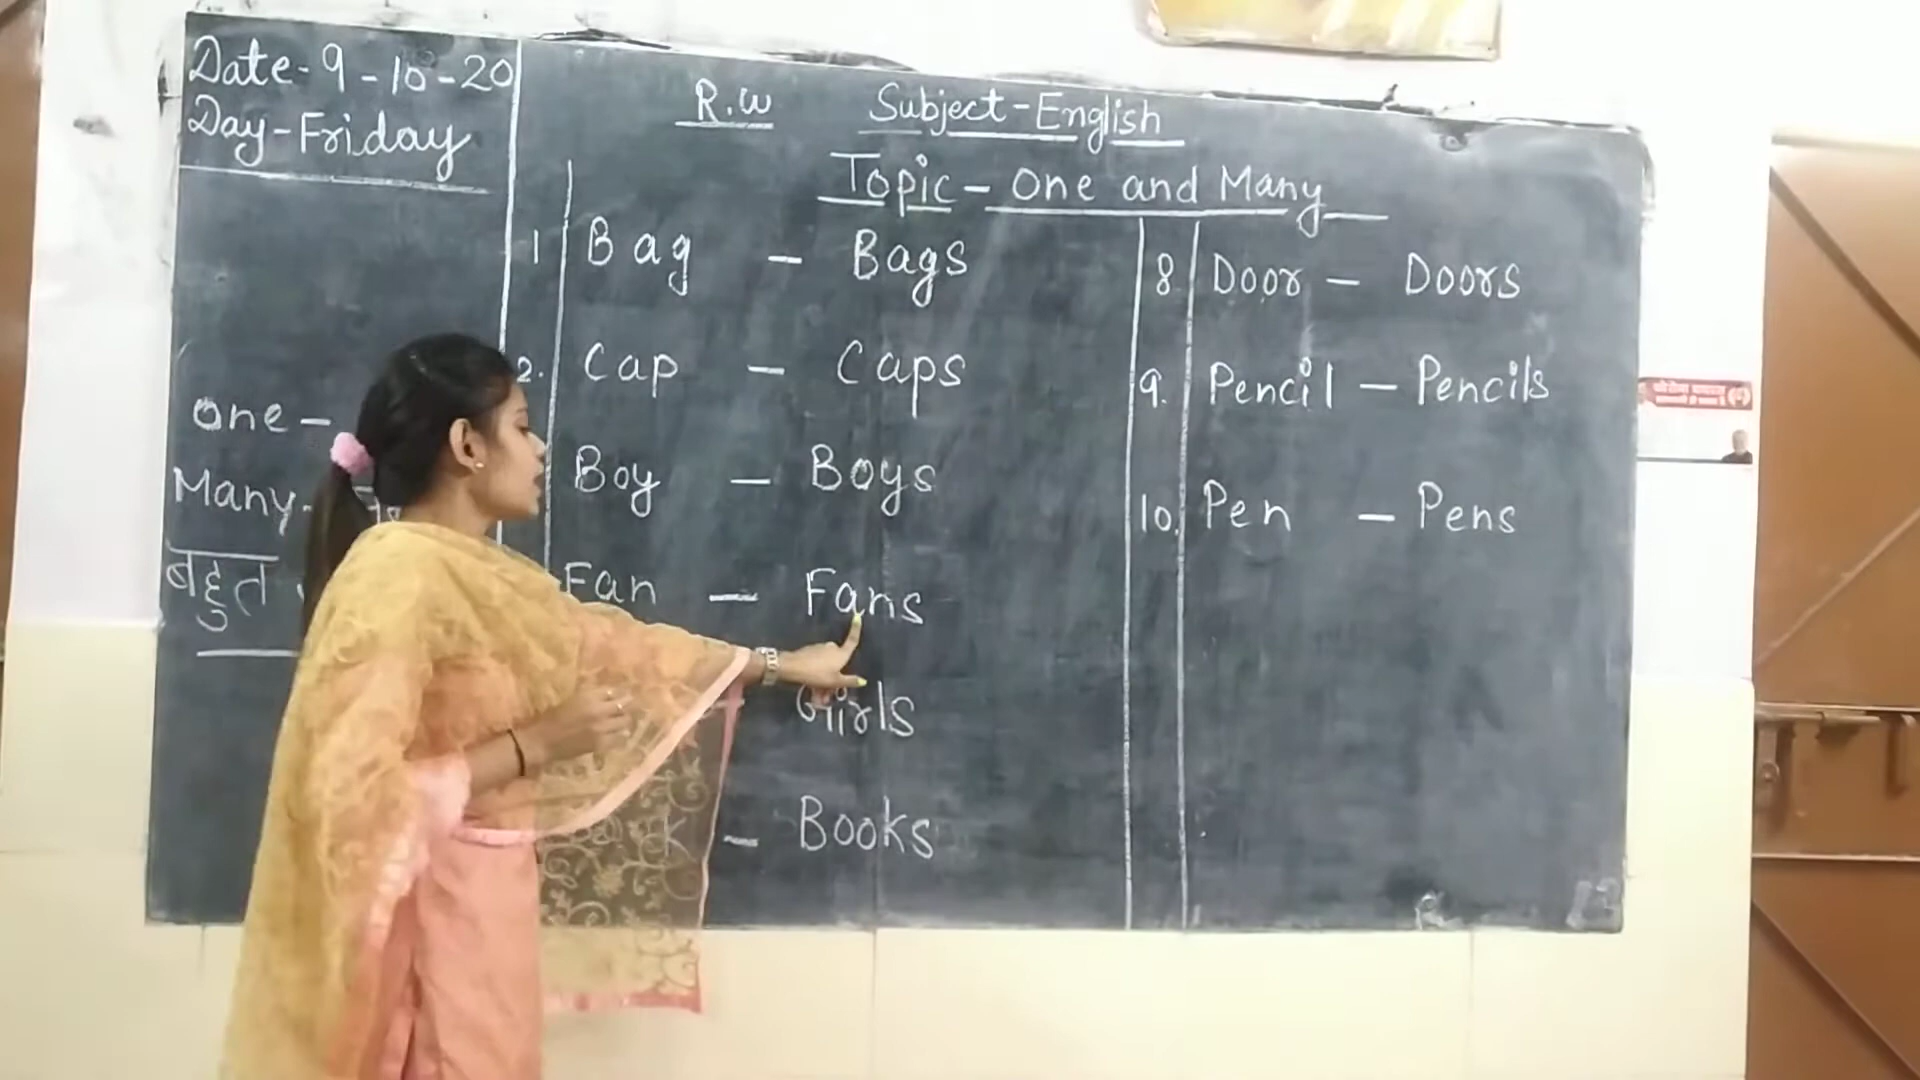 Date - 9 - 10 - 20
Day - Friday
R.W
Subject - English
Topic - One and Many
One -
Many -
बहुत
1 Bag - Bags
2. Cap - Caps
Boy - Boys
Fan - Fans
Girls
- Books
8 Door - Doors
9. Pencil - Pencils
10. Pen - Pens